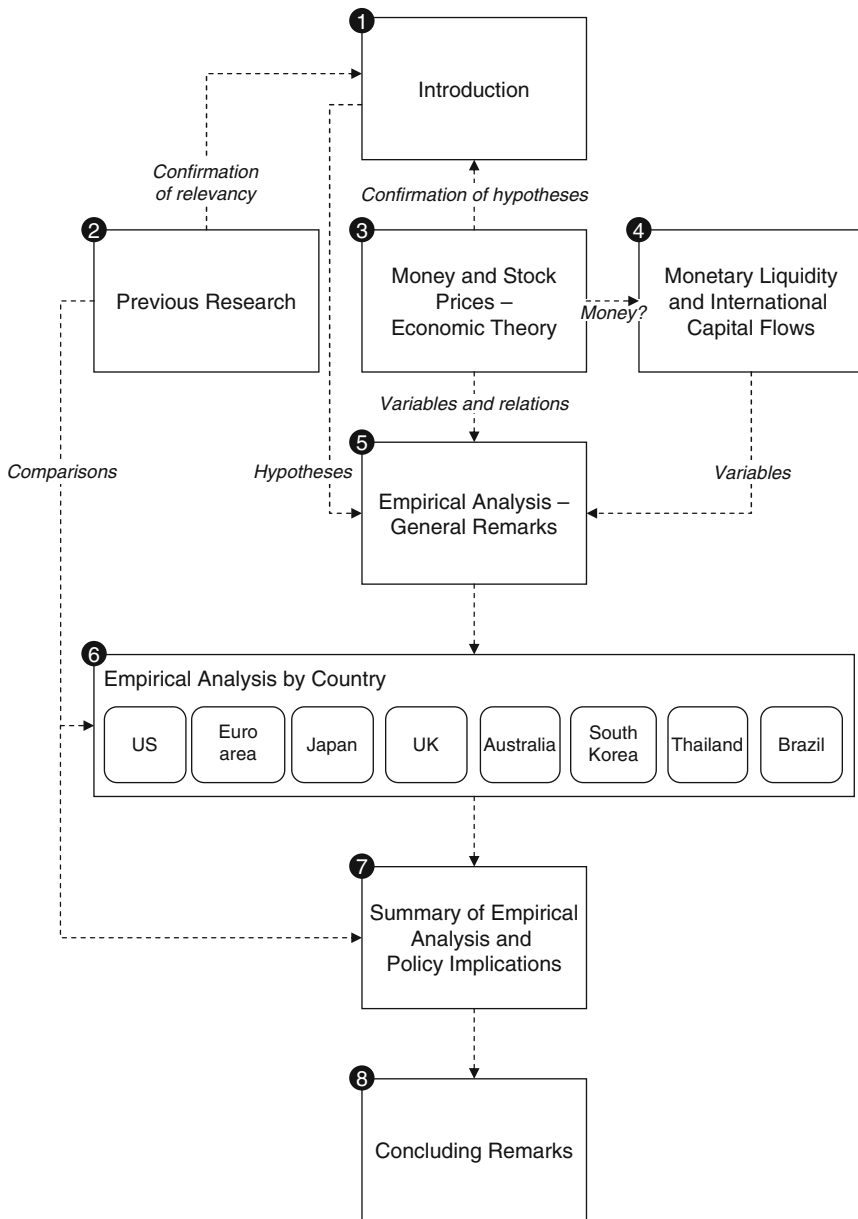 1
Introduction
Confirmation
of relevancy
Confirmation of hypotheses
2
Previous Research
3
Money and Stock
Prices –
Economic Theory
Money?
4
Monetary Liquidity
and International
Capital Flows
Variables and relations
Comparisons
Hypotheses
Variables
5
Empirical Analysis –
General Remarks
6
Empirical Analysis by Country
US
Euro
area
Japan
UK
Australia
South
Korea
Thailand
Brazil
7
Summary of Empirical
Analysis and
Policy Implications
8
Concluding Remarks